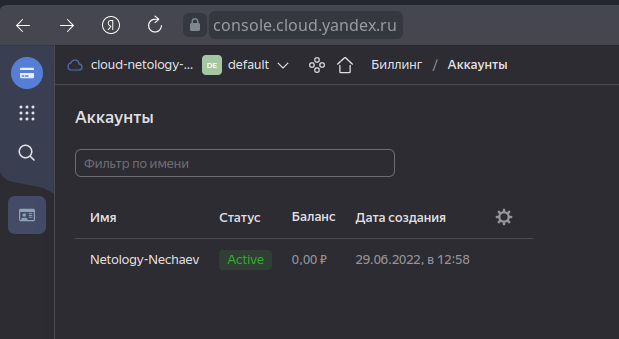 Я console.cloud.yandex.ru
cloud-netology-... DE default Биллинг / Аккаунты
Аккаунты
Фильтр по имени
Имя Статус Баланс Дата создания
Netology-Nechaev Active 0,00 ₽ 29.06.2022, в 12:58